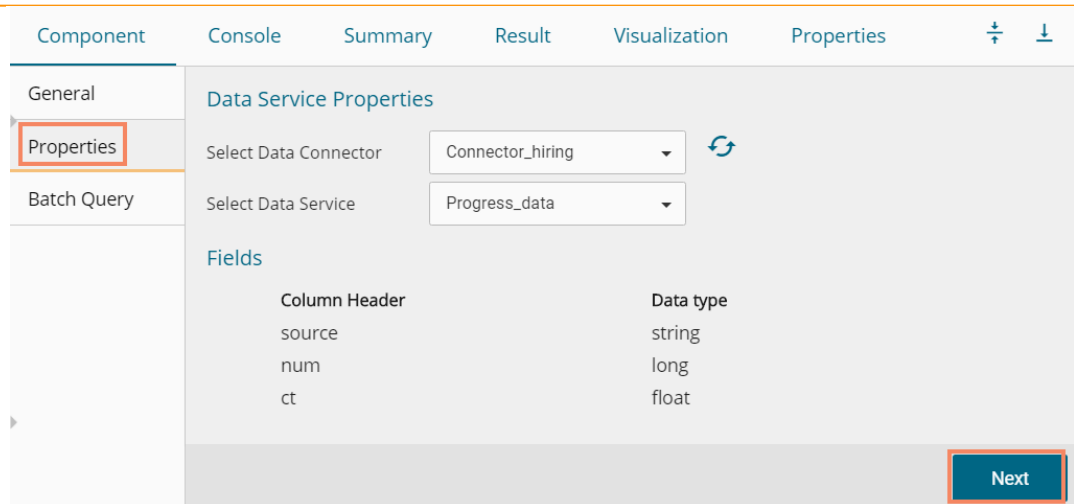 Component Console Summary Result Visualization Properties
General
Properties
Batch Query
Data Service Properties
Select Data Connector Connector_hiring
Select Data Service Progress_data
Fields
Column Header Data type
source string
num long
ct float
Next